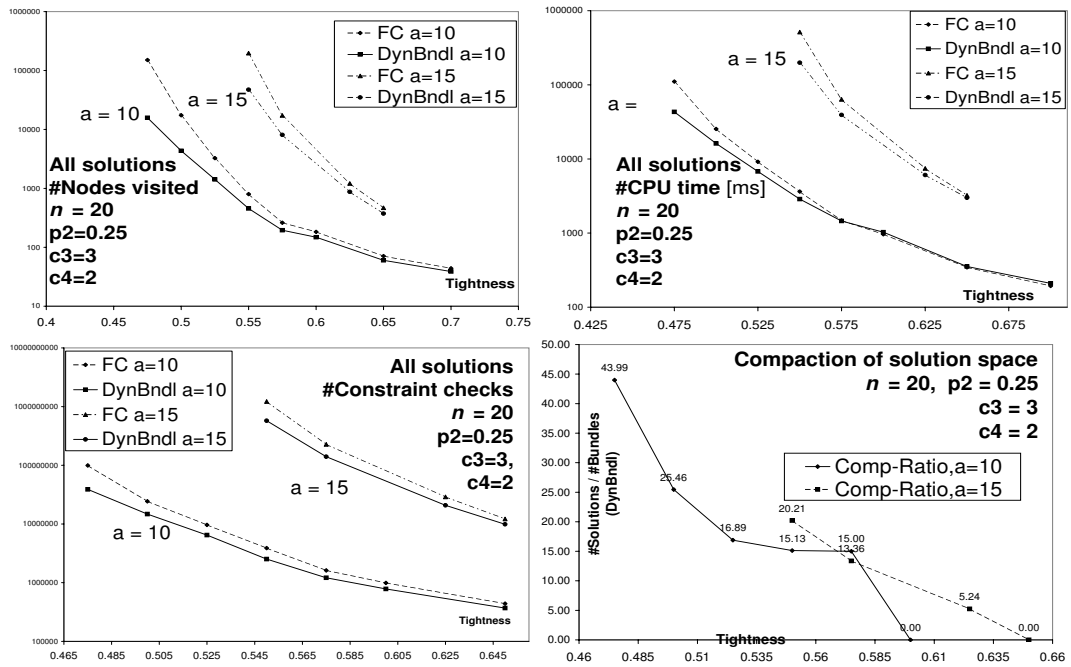 1000000
100000
10000
1000
100
10
0.4
0.45
0.5
0.55
0.6
0.65
0.7
0.75
FC a=10
DynBndl a=10
FC a=15
DynBndl a=15
a = 10
a = 15
All solutions
#Nodes visited
n = 20
p2=0.25
c3=3
c4=2
Tightness
1000000
100000
10000
1000
100
0.425
0.475
0.525
0.575
0.625
0.675
FC a=10
DynBndl a=10
FC a=15
DynBndl a=15
a = 15
a =
All solutions
#CPU time [ms]
n = 20
p2=0.25
c3=3
c4=2
Tightness
10000000000
1000000000
100000000
10000000
1000000
100000
0.465
0.485
0.505
0.525
0.545
0.565
0.585
0.605
0.625
0.645
FC a=10
DynBndl a=10
FC a=15
DynBndl a=15
All solutions
#Constraint checks
n = 20
p2=0.25
c3=3,
c4=2
a = 15
a = 10
Tightness
50.00
45.00
40.00
35.00
30.00
25.00
20.00
15.00
10.00
5.00
0.00
#Solutions / #Bundles
(DynBndl)
0.46
0.51
0.56
0.61
0.66
Compaction of solution space
n = 20, p2 = 0.25
c3 = 3
c4 = 2
Comp-Ratio,a=10
Comp-Ratio,a=15
43.99
25.46
16.89
20.21
15.13
15.00
13.36
5.24
0.00
0.00
Tightness